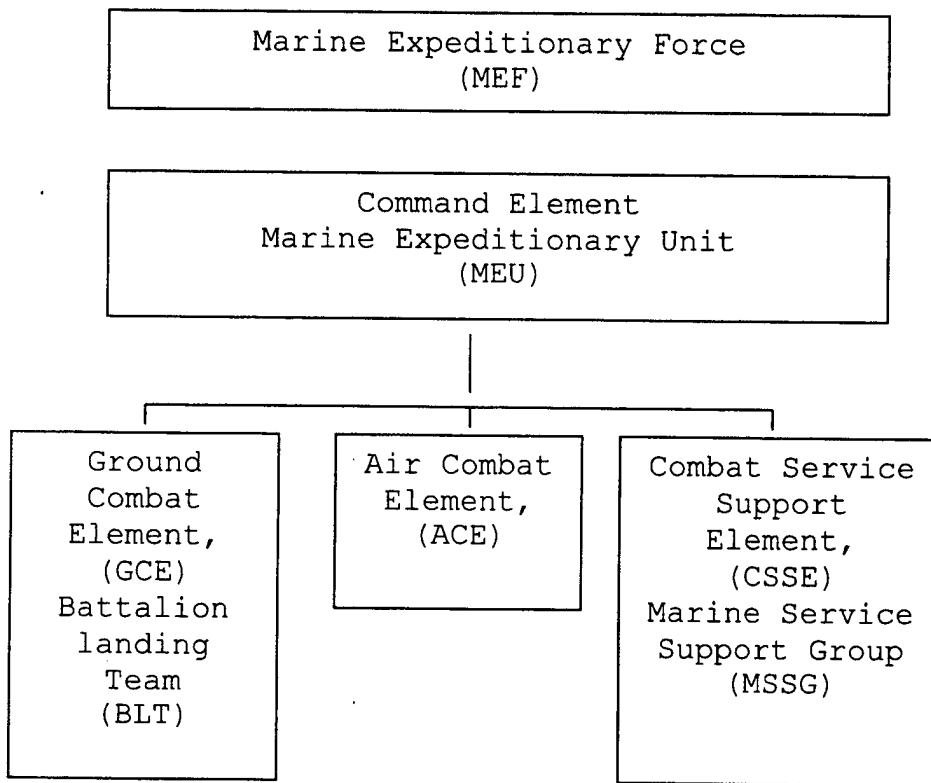 Marine Expeditionary Force
(MEF)
Command Element
Marine Expeditionary Unit
(MEU)
Ground
Combat
Element,
(GCE)
Battalion
landing
Team
(BLT)
Air Combat
Element,
(ACE)
Combat Service
Support
Element,
(CSSE)
Marine Service
Support Group
(MSSG)